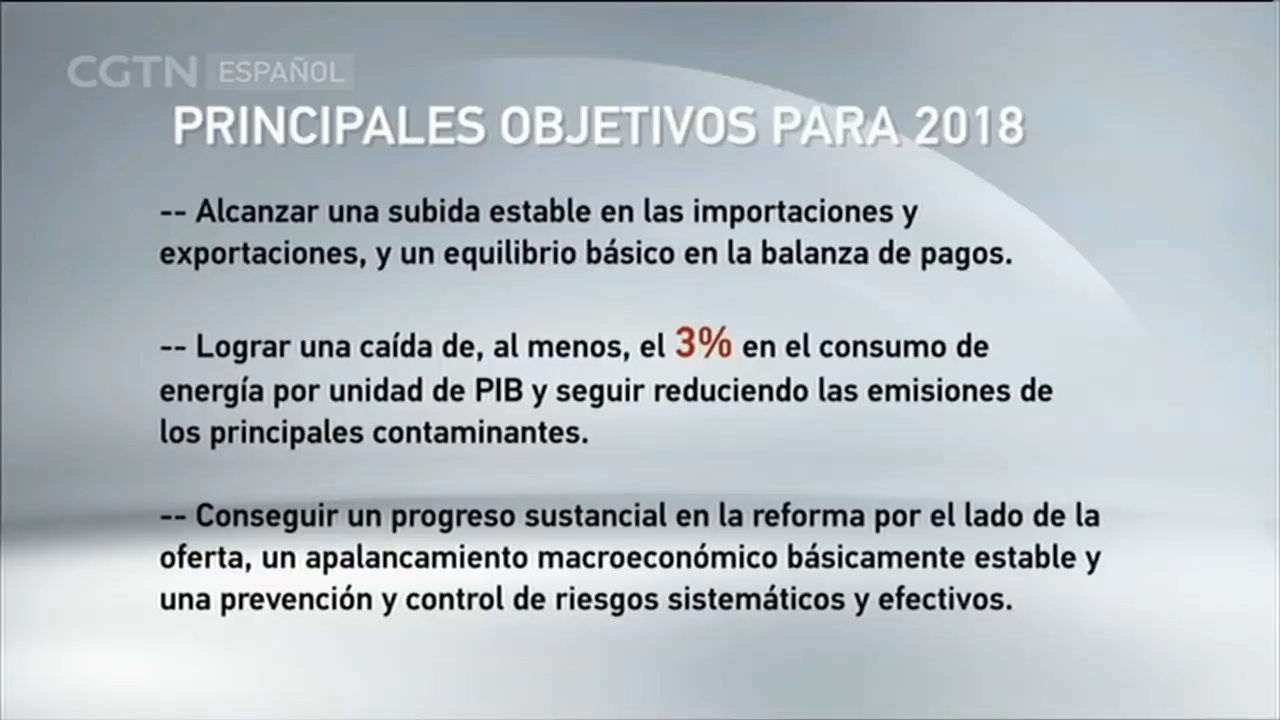 CGTN ESPAÑOL
PRINCIPALES OBJETIVOS PARA 2018
-- Alcanzar una subida estable en las importaciones y
exportaciones, y un equilibrio básico en la balanza de pagos.
-- Lograr una caída de, al menos, el 3% en el consumo de
energía por unidad de PIB y seguir reduciendo las emisiones de
los principales contaminantes.
-- Conseguir un progreso sustancial en la reforma por el lado de la
oferta, un apalancamiento macroeconómico básicamente estable y
una prevención y control de riesgos sistemáticos y efectivos.